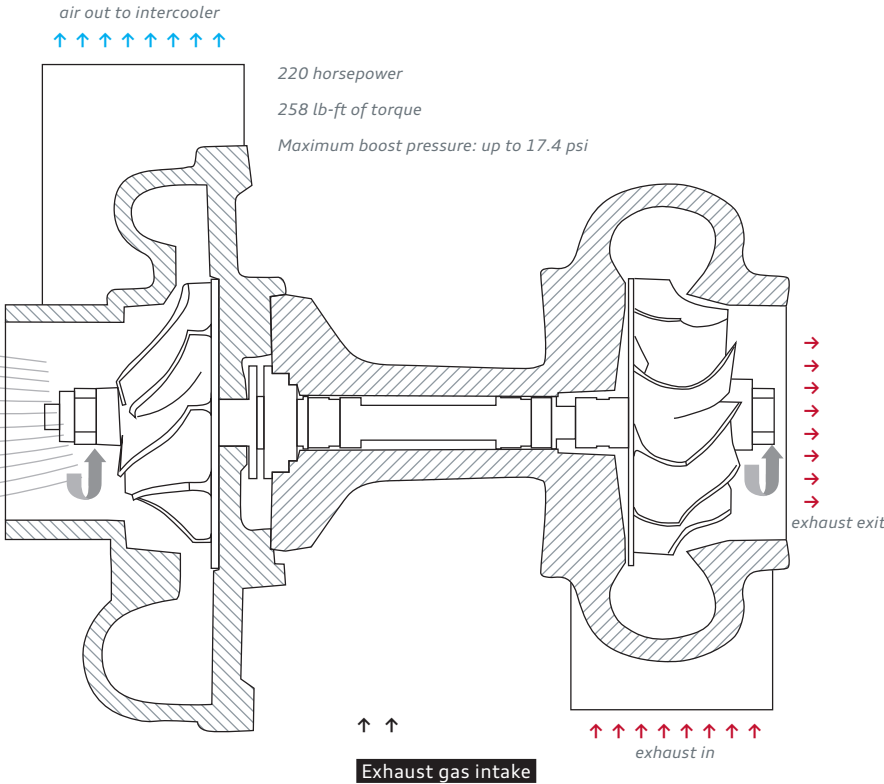 air out to intercooler
220 horsepower
258 lb-ft of torque
Maximum boost pressure: up to 17.4 psi
exhaust exit
exhaust in
Exhaust gas intake